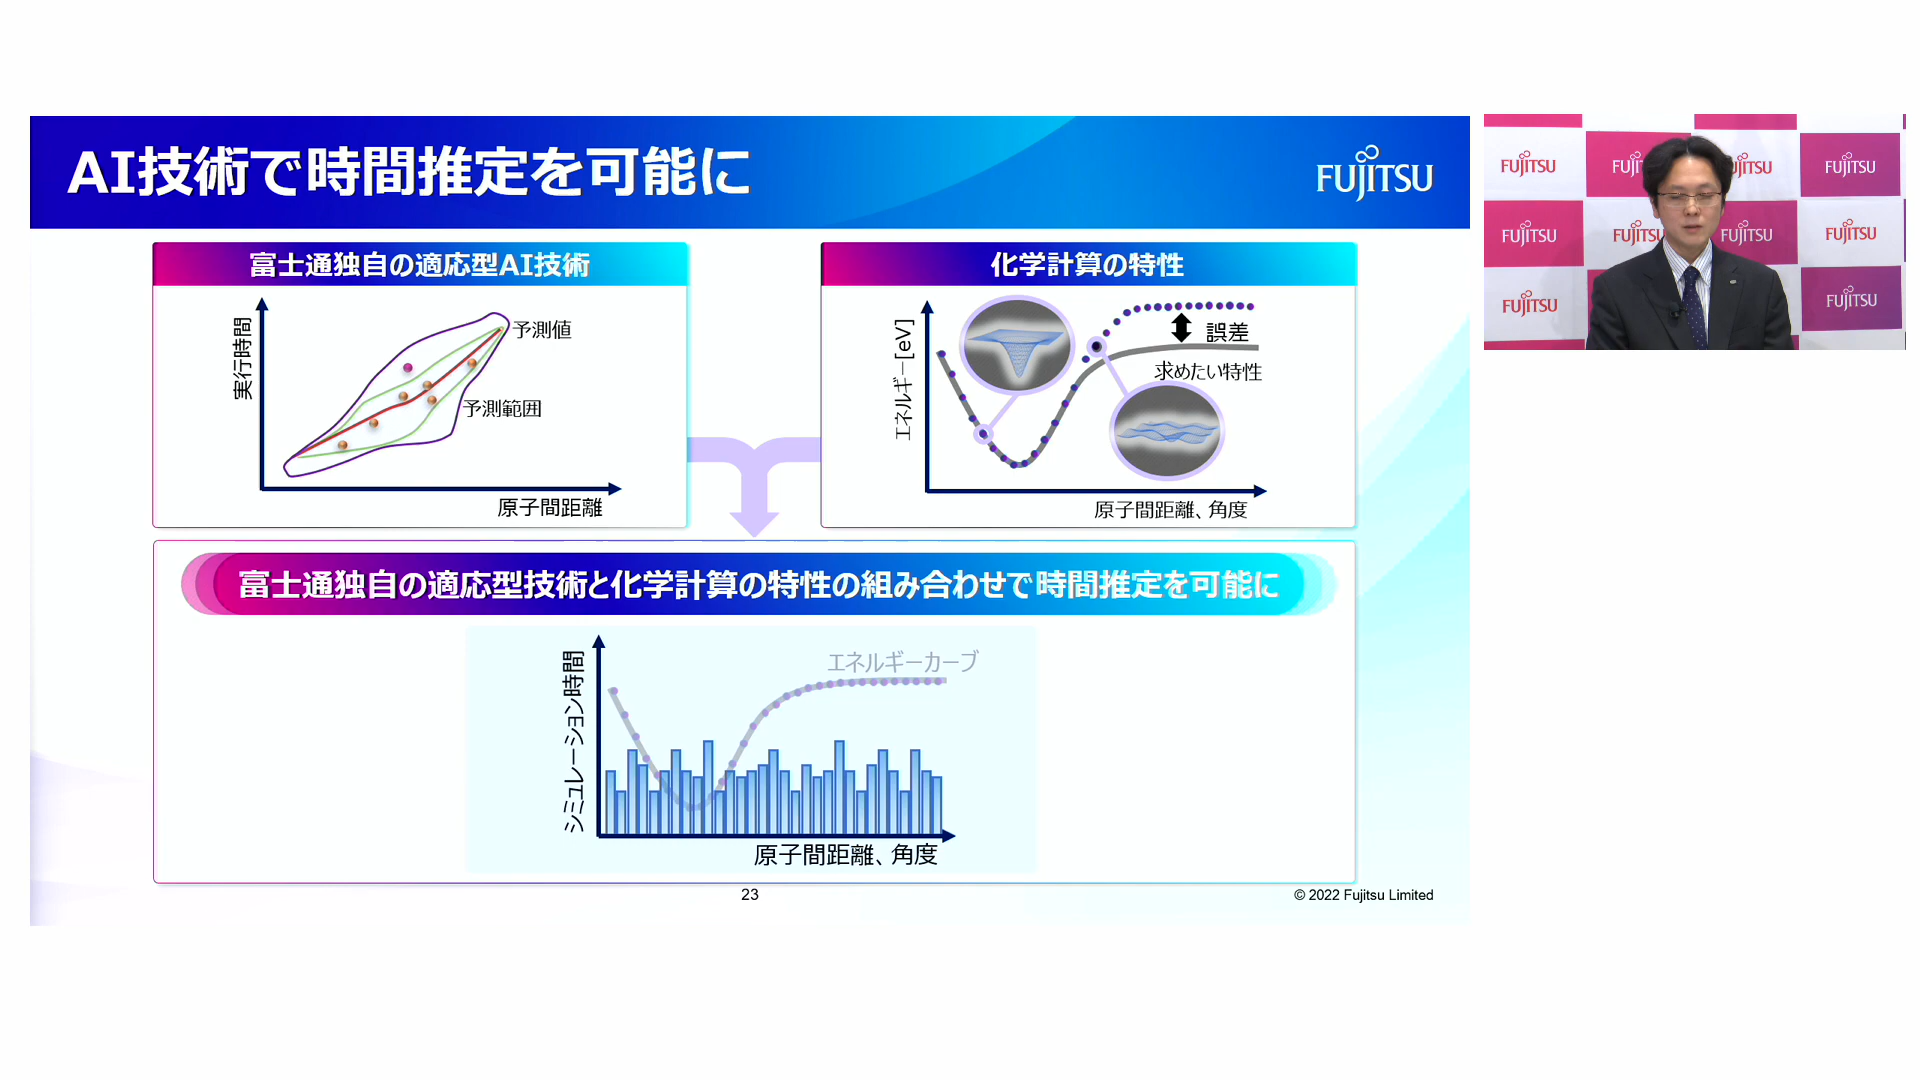 AI技術で時間推定を可能に
FUJITSU
富士通独自の適応型AI技術
実行時間
予測値
予測範囲
原子間距離
化学計算の特性
エネルギー[eV]
誤差
求めたい特性
原子間距離、角度
富士通独自の適応型技術と化学計算の特性の組み合わせで時間推定を可能に
シミュレーション時間
エネルギーカーブ
原子間距離、角度
23
© 2022 Fujitsu Limited
FUJITSU
FUJITSU
FUJITSU
FUJITSU
FUJITSU
FUJITSU
FUJITSU
FUJITSU
FUJITSU
FUJITSU